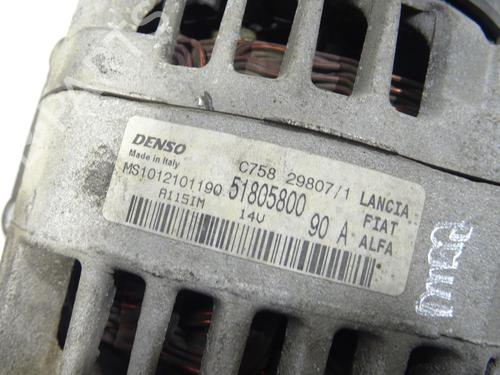 DENSO
Made in Italy
C758 29807/1 LANCIA
MS1012101190 51805800 FIAT
A115IM 14V 90 A ALFA